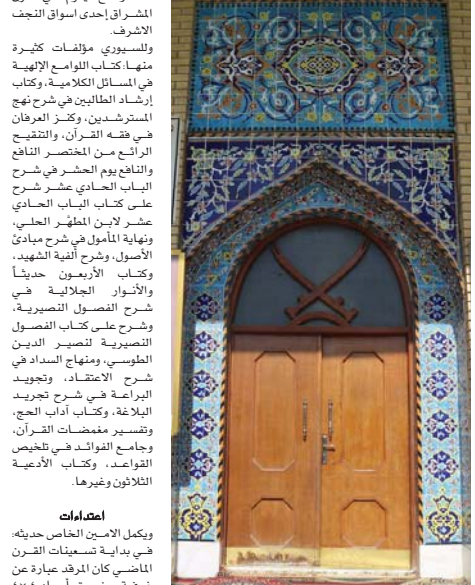 المشراق إحدى اسواق النجف
الاشرف.
وللسيوري مؤلفات كثيرة
منها: كتاب اللوامع الإلهية
في المسائل الكلامية، وكتاب
إرشاد الطالبين في شرح نهج
المسترشدين، وكنز العرفان
في فقه القرآن، والتنقيح
الرائع من المختصر النافع
والنافع يوم الحشر في شرح
الباب الحادي عشر شرح
على كتاب الباب الحادي
عشر لابن المطهَّر الحلي،
ونهاية المأمول في شرح مبادئ
الأصول، وشرح ألفية الشهيد،
وكتاب الأربعون حديثاً
والأنوار الجلالية في
شرح الفصول النصيرية،
وشرح على كتاب الفصول
النصيرية لنصير الدين
الطوسي، ومنهاج السداد في
شرح الاعتقاد، وتجويد
البراعة في شرح تجريد
البلاغة، وكتاب آداب الحج،
وتفسير مغمضات القرآن،
وجامع الفوائد في تلخيص
القواعد، وكتاب الأدعية
الثلاثون وغيرها.
اعتداءات
ويكمل الامين الخاص حديثه:
في بداية تسعينات القرن
الماضي كان المرقد عبارة عن